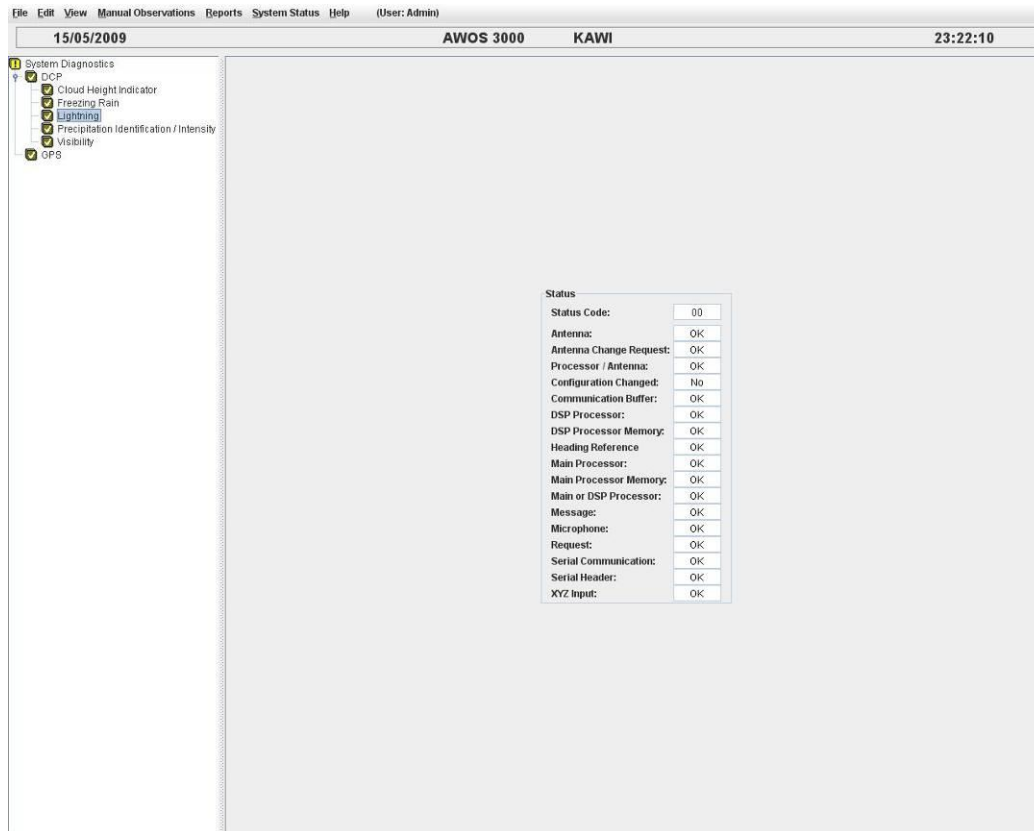 File Edit View Manual Observations Reports System Status Help (User: Admin)
15/05/2009 AWOS 3000 KAWI 23:22:10
System Diagnostics
DCP
Cloud Height Indicator
Freezing Rain
Lightning
Precipitation Identification / Intensity
Visibility
GPS
Status
Status Code: 00
Antenna: OK
Antenna Change Request: OK
Processor / Antenna: OK
Configuration Changed: No
Communication Buffer: OK
DSP Processor: OK
DSP Processor Memory: OK
Heading Reference OK
Main Processor: OK
Main Processor Memory: OK
Main or DSP Processor: OK
Message: OK
Microphone: OK
Request: OK
Serial Communication: OK
Serial Header: OK
XYZ Input: OK